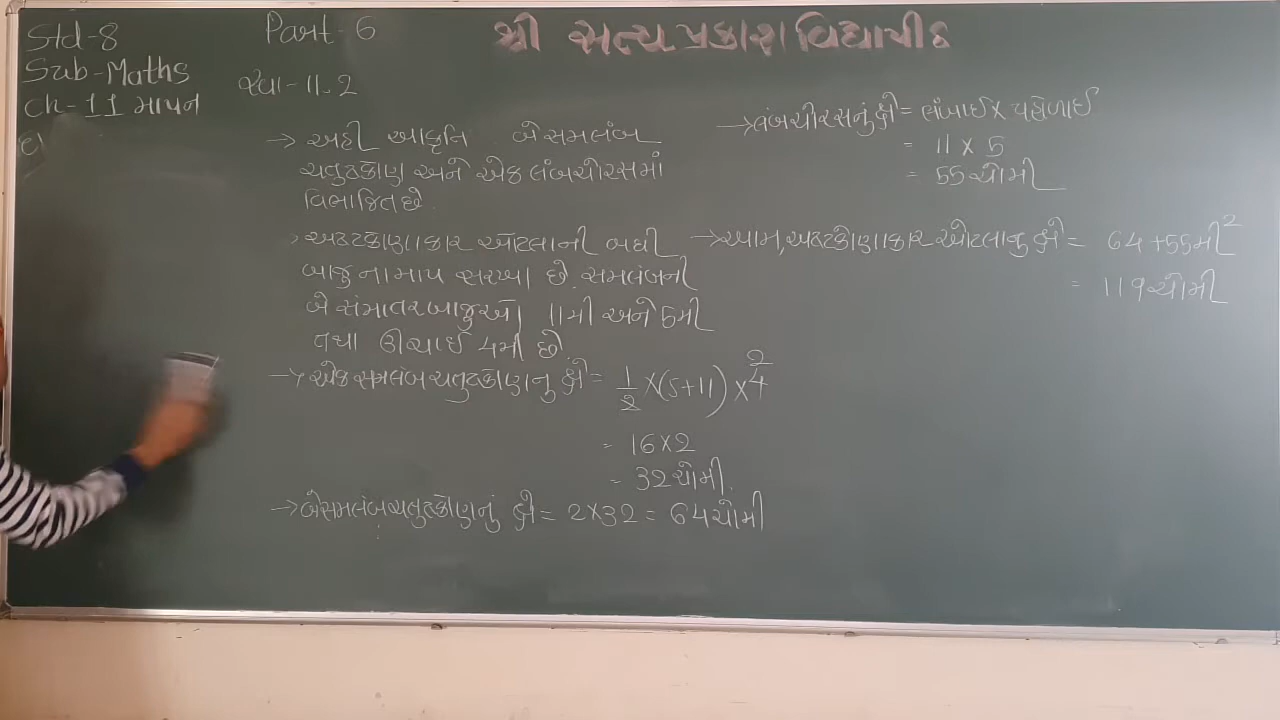 Std-8
Sub-Maths
Ch-11 માપન
Part-6
શ્રી સત્ય પ્રકાશ વિદ્યાપીઠ
સ્વા-11.2
→ અહીં આકૃતિ બે સમલંબ
ચતુષ્કોણ અને એક લંબચોરસમાં
વિભાજિત છે.
→ અષ્ટકોણાકાર ઓટલાની બધી
બાજુના માપ સરખા છે. સમલંબની
બે સમાંતર બાજુઓ 11મી અને 5મી
તથા ઊંચાઈ 4મી છે.
→ એક સમલંબ ચતુષ્કોણનું ક્ષે = 1/2 ×(5+11)×4 2
= 16×2
= 32ચોમી.
→ બે સમલંબ ચતુષ્કોણનું ક્ષે = 2×32 = 64ચોમી
→ લંબચોરસનું ક્ષે = લંબાઈ × પહોળાઈ
= 11 × 5
= 55ચોમી
→ આમ, અષ્ટકોણાકાર ઓટલાનું ક્ષે = 64+55મી²
= 119ચોમી